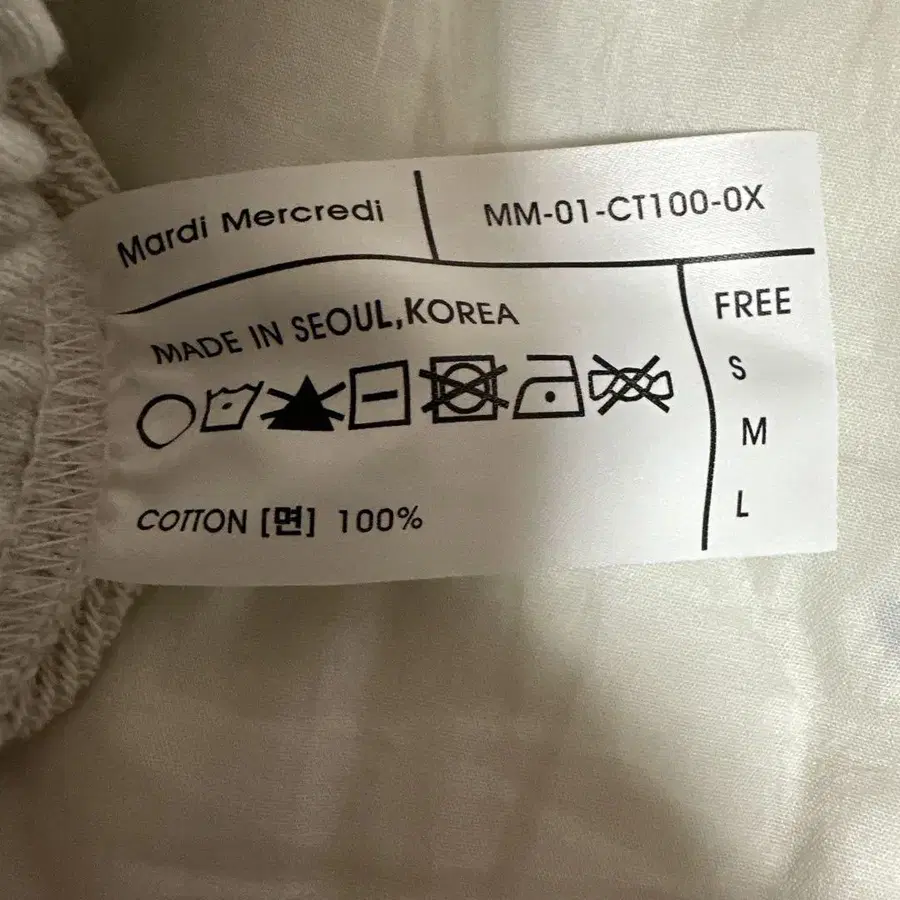 Mardi Mercredi
MM-01-CT100-0X
MADE IN SEOUL,KOREA
COTTON [면] 100%
FREE
S
M
L